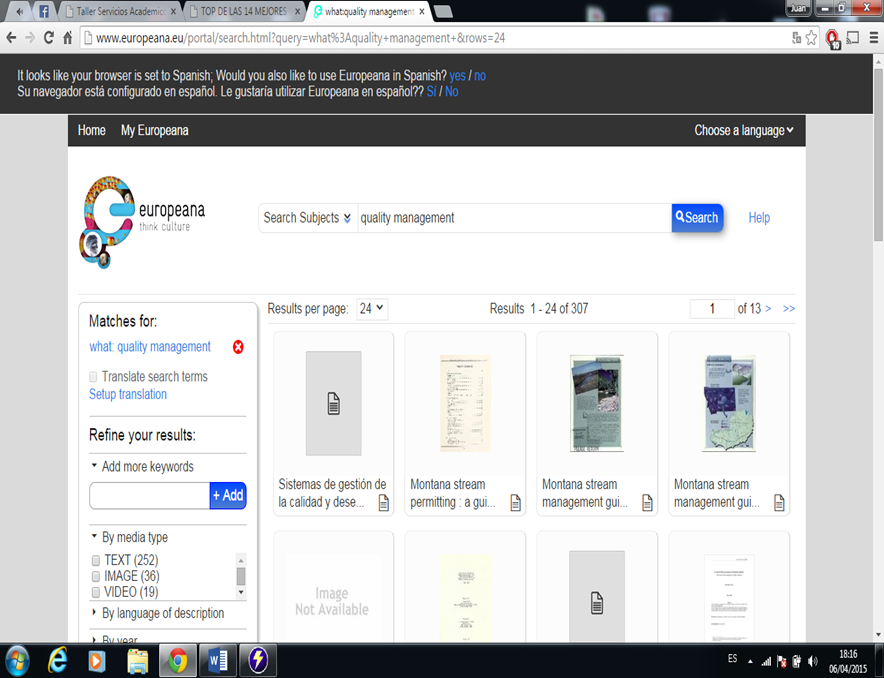 Taller Servicios Academic
TOP DE LAS 14 MEJORES
what:quality management
Juan
www.europeana.eu/portal/search.html?query=what%3Aquality+management+&rows=24
It looks like your browser is set to Spanish; Would you also like to use Europeana in Spanish? yes / no
Su navegador está configurado en español. Le gustaría utilizar Europeana en español?? Sí / No
Home My Europeana Choose a language
europeana
think culture
Search Subjects quality management Search Help
Results per page: 24 Results 1 - 24 of 307 1 of 13 > >>
Matches for:
what: quality management
Translate search terms
Setup translation
Refine your results:
Add more keywords
+ Add
By media type
TEXT (252)
IMAGE (36)
VIDEO (19)
By language of description
By year
Sistemas de gestión de
la calidad y dese...
Montana stream
permitting : a gui...
Montana stream
management gui...
Montana stream
management gui...
Image
Not Available
ES
18:16
06/04/2015